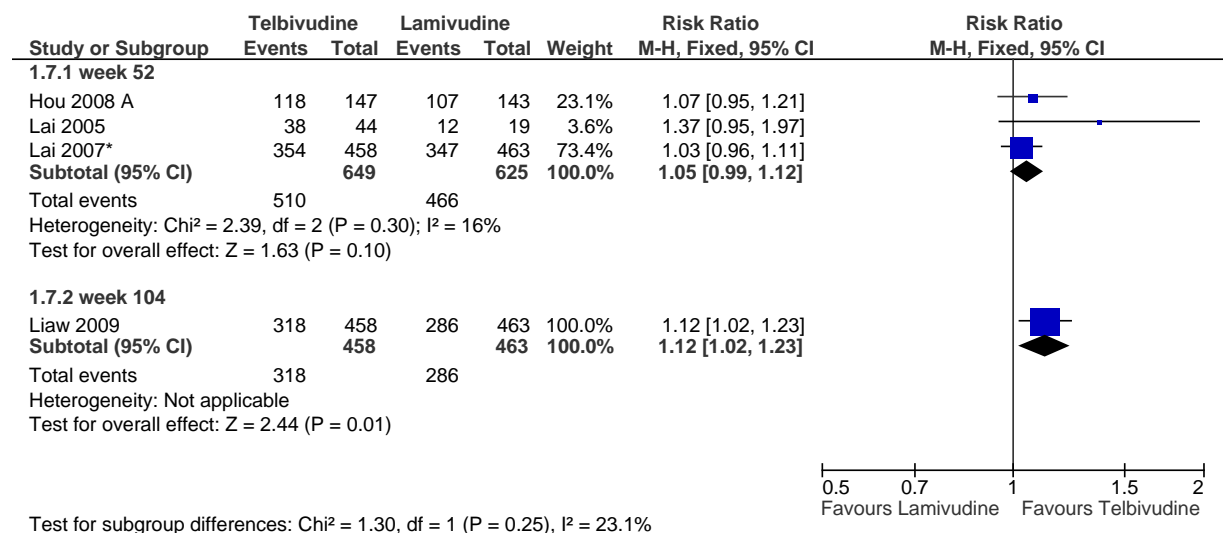 Telbivudine Lamivudine Risk Ratio Risk Ratio
Study or Subgroup Events Total Events Total Weight M-H, Fixed, 95% CI M-H, Fixed, 95% CI
1.7.1 week 52
Hou 2008 A 118 147 107 143 23.1% 1.07 [0.95, 1.21]
Lai 2005 38 44 12 19 3.6% 1.37 [0.95, 1.97]
Lai 2007* 354 458 347 463 73.4% 1.03 [0.96, 1.11]
Subtotal (95% CI) 649 625 100.0% 1.05 [0.99, 1.12]
Total events 510 466
Heterogeneity: Chi² = 2.39, df = 2 (P = 0.30); I² = 16%
Test for overall effect: Z = 1.63 (P = 0.10)
1.7.2 week 104
Liaw 2009 318 458 286 463 100.0% 1.12 [1.02, 1.23]
Subtotal (95% CI) 458 463 100.0% 1.12 [1.02, 1.23]
Total events 318 286
Heterogeneity: Not applicable
Test for overall effect: Z = 2.44 (P = 0.01)
0.5 0.7 1 1.5 2
Favours Lamivudine Favours Telbivudine
Test for subgroup differences: Chi² = 1.30, df = 1 (P = 0.25), I² = 23.1%